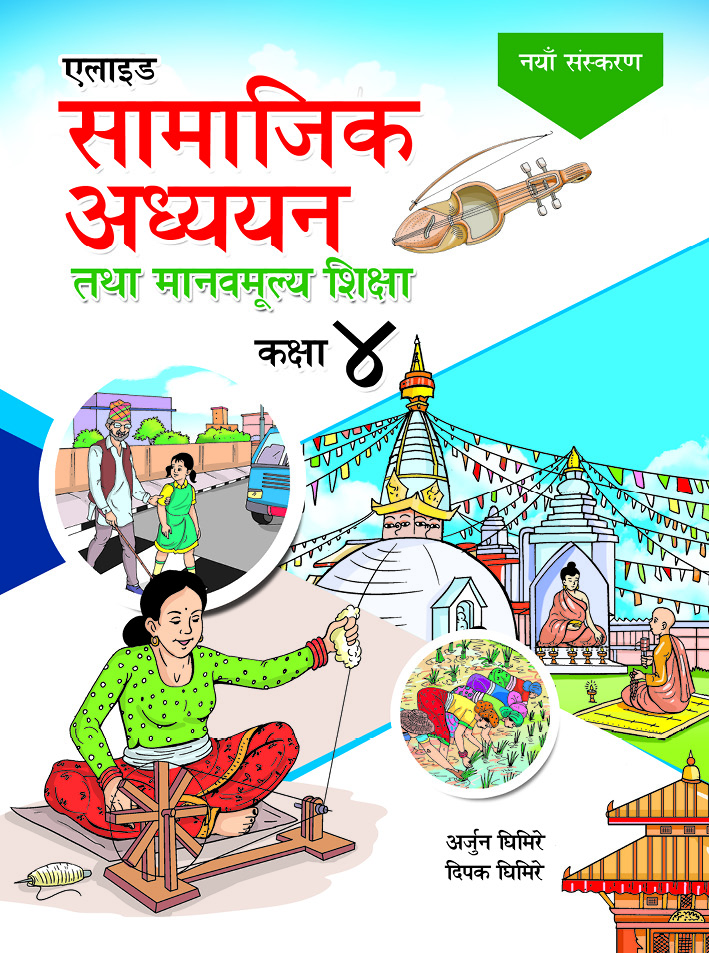 एलाइड
नयाँ संस्करण
सामाजिक
अध्ययन
तथा मानवमूल्य शिक्षा
कक्षा ४
अर्जुन घिमिरे
दिपक घिमिरे